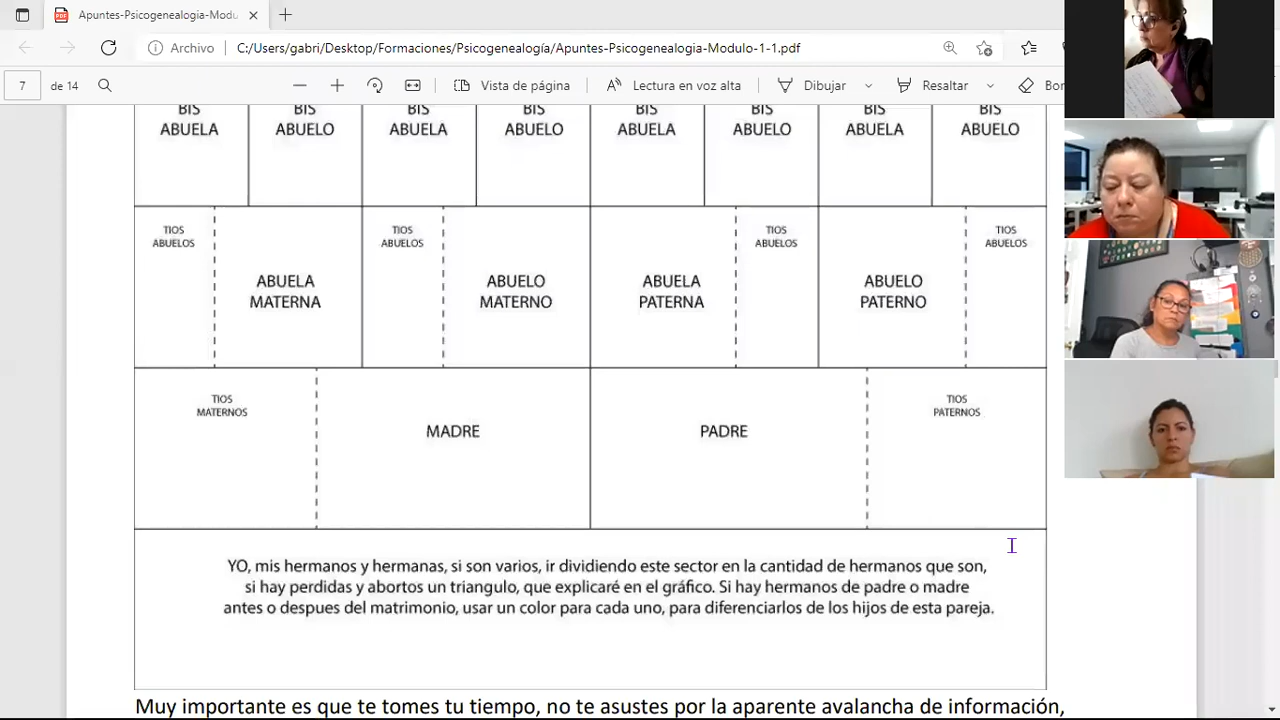 Apuntes-Psicogenealogia-Modulo
Archivo
C:/Users/gabri/Desktop/Formaciones/Psicogenealogía/Apuntes-Psicogenealogia-Modulo-1-1.pdf
7 de 14
Vista de página
Lectura en voz alta
Dibujar
Resaltar
Bor
BIS BIS BIS BIS BIS BIS BIS BIS
ABUELA ABUELO ABUELA ABUELO ABUELA ABUELO ABUELA ABUELO
TIOS
ABUELOS
ABUELA
MATERNA
TIOS
ABUELOS
ABUELO
MATERNO
ABUELA
PATERNA
TIOS
ABUELOS
ABUELO
PATERNO
TIOS
ABUELOS
TIOS
MATERNOS
MADRE
PADRE
TIOS
PATERNOS
YO, mis hermanos y hermanas, si son varios, ir dividiendo este sector en la cantidad de hermanos que son,
si hay perdidas y abortos un triangulo, que explicaré en el gráfico. Si hay hermanos de padre o madre
antes o despues del matrimonio, usar un color para cada uno, para diferenciarlos de los hijos de esta pareja.
Muy importante es que te tomes tu tiempo, no te asustes por la aparente avalancha de información,